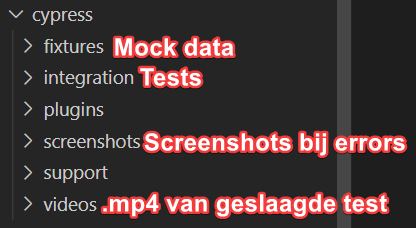 cypress
fixtures Mock data
integration Tests
plugins
screenshots Screenshots bij errors
support
videos .mp4 van geslaagde test